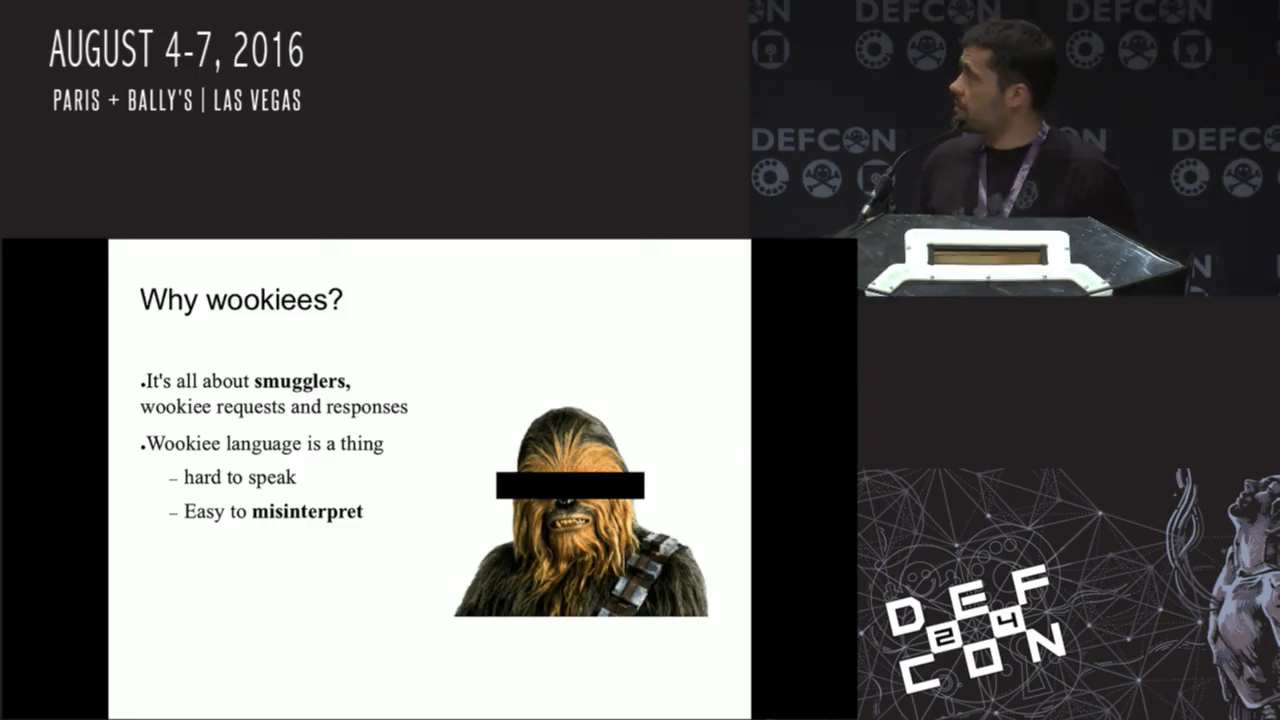 AUGUST 4-7, 2016
PARIS + BALLY'S | LAS VEGAS
DEFCON DEFCON
DEFCON DEFCON
Why wookiees?
•It's all about smugglers,
wookiee requests and responses
•Wookiee language is a thing
– hard to speak
– Easy to misinterpret
DEF
24
CON